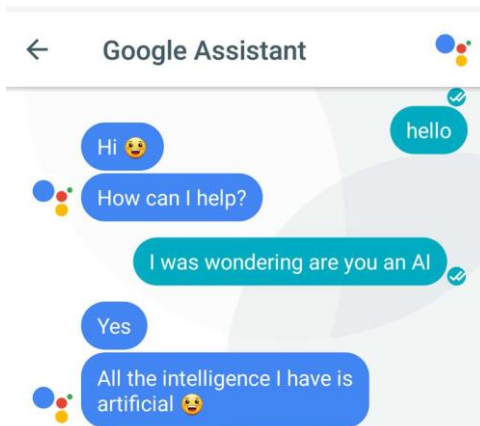 Google Assistant
hello
Hi 😀
How can I help?
I was wondering are you an AI
Yes
All the intelligence I have is
artificial 😀